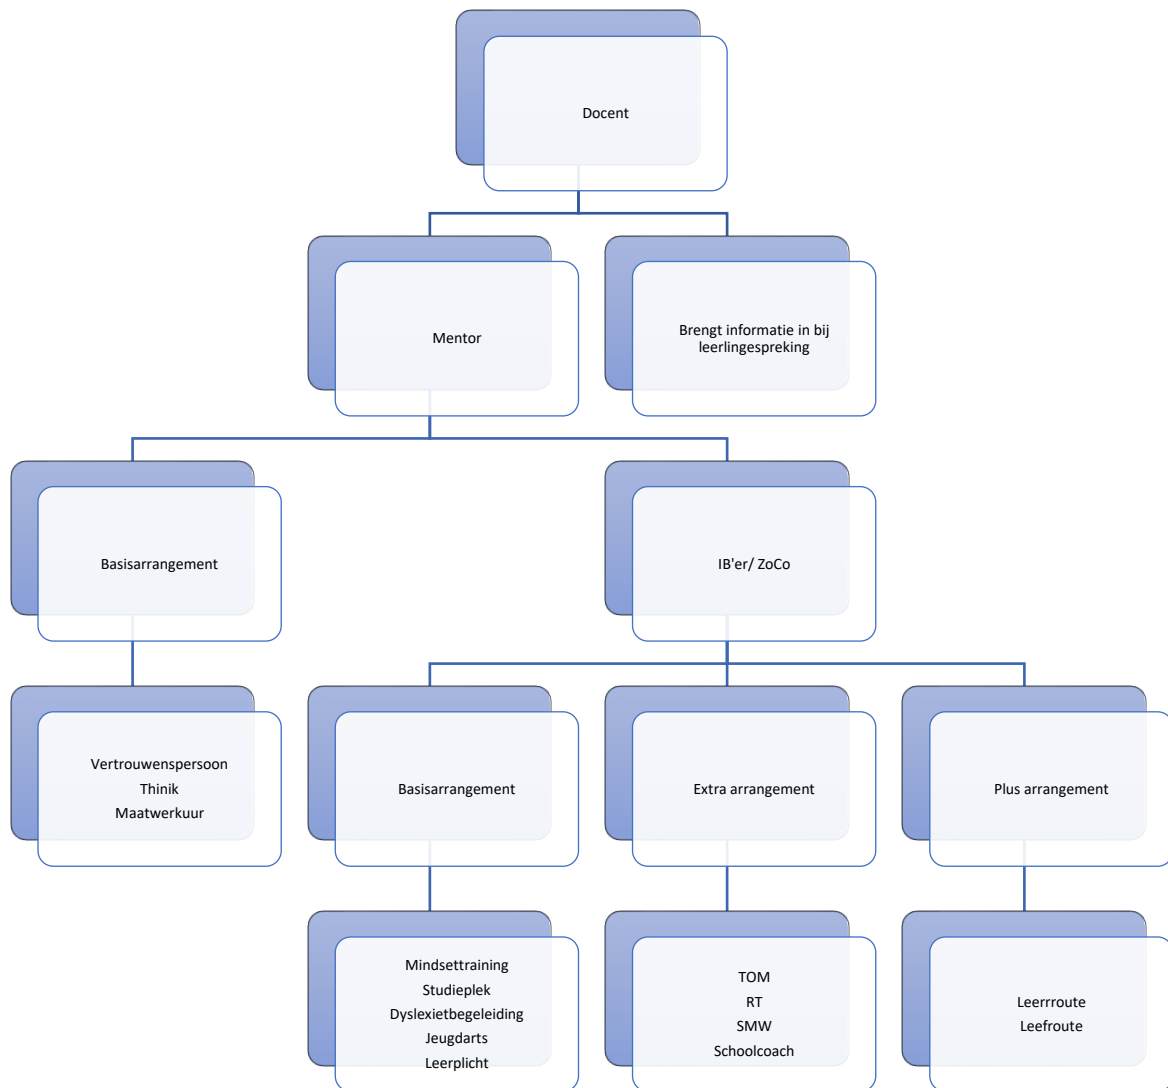 Docent
Mentor
Brengt informatie in bij
leerlingespreking
Basisarrangement
IB'er/ ZoCo
Vertrouwenspersoon
Thinik
Maatwerkuur
Basisarrangement
Extra arrangement
Plus arrangement
Mindsettraining
Studieplek
Dyslexietbegeleiding
Jeugdarts
Leerplicht
TOM
RT
SMW
Schoolcoach
Leerrroute
Leefroute